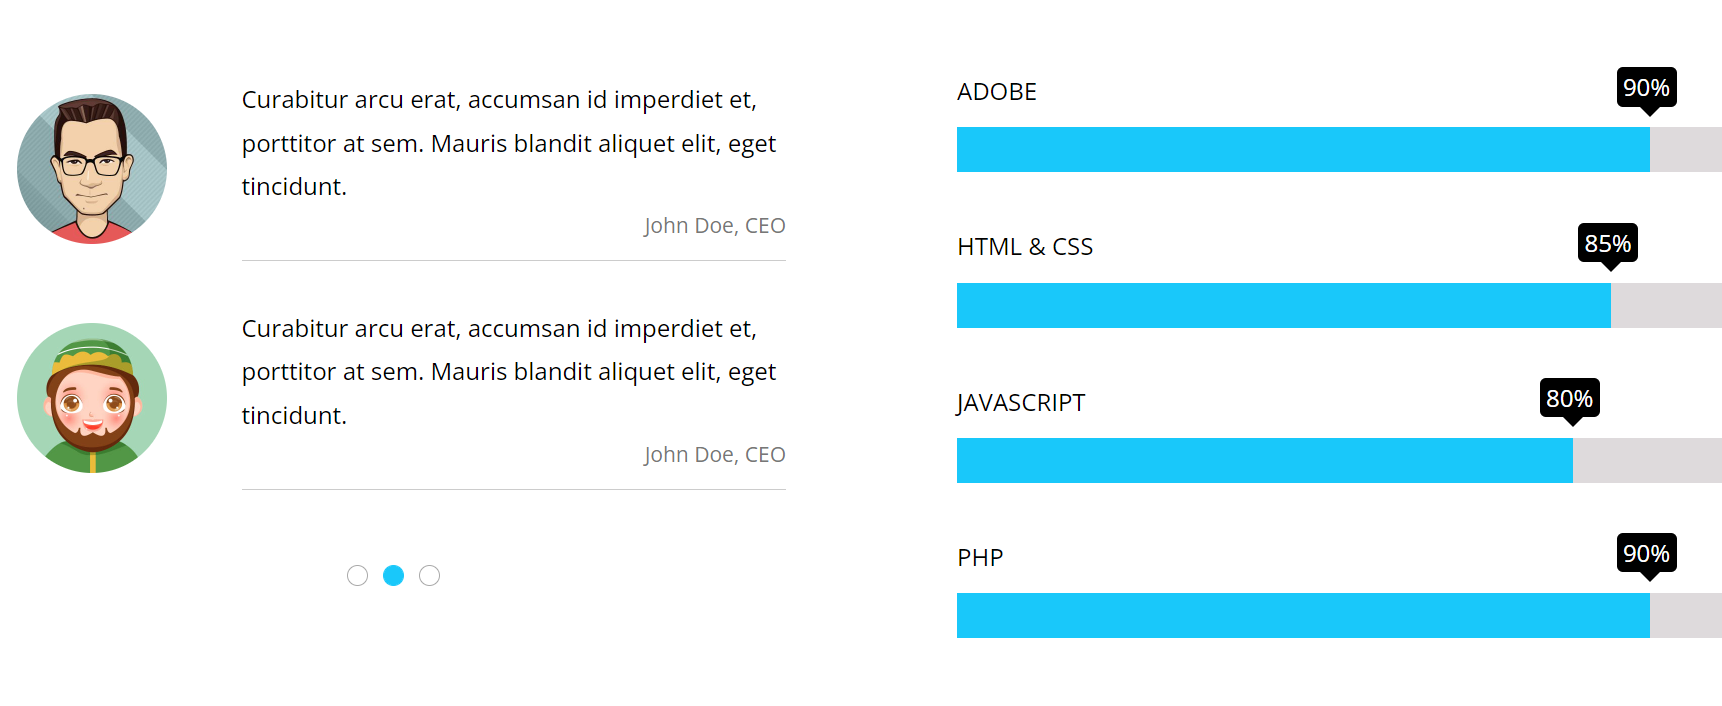 Curabitur arcu erat, accumsan id imperdiet et,
porttitor at sem. Mauris blandit aliquet elit, eget
tincidunt.
John Doe, CEO
Curabitur arcu erat, accumsan id imperdiet et,
porttitor at sem. Mauris blandit aliquet elit, eget
tincidunt.
John Doe, CEO
ADOBE
90%
HTML & CSS
85%
JAVASCRIPT
80%
PHP
90%